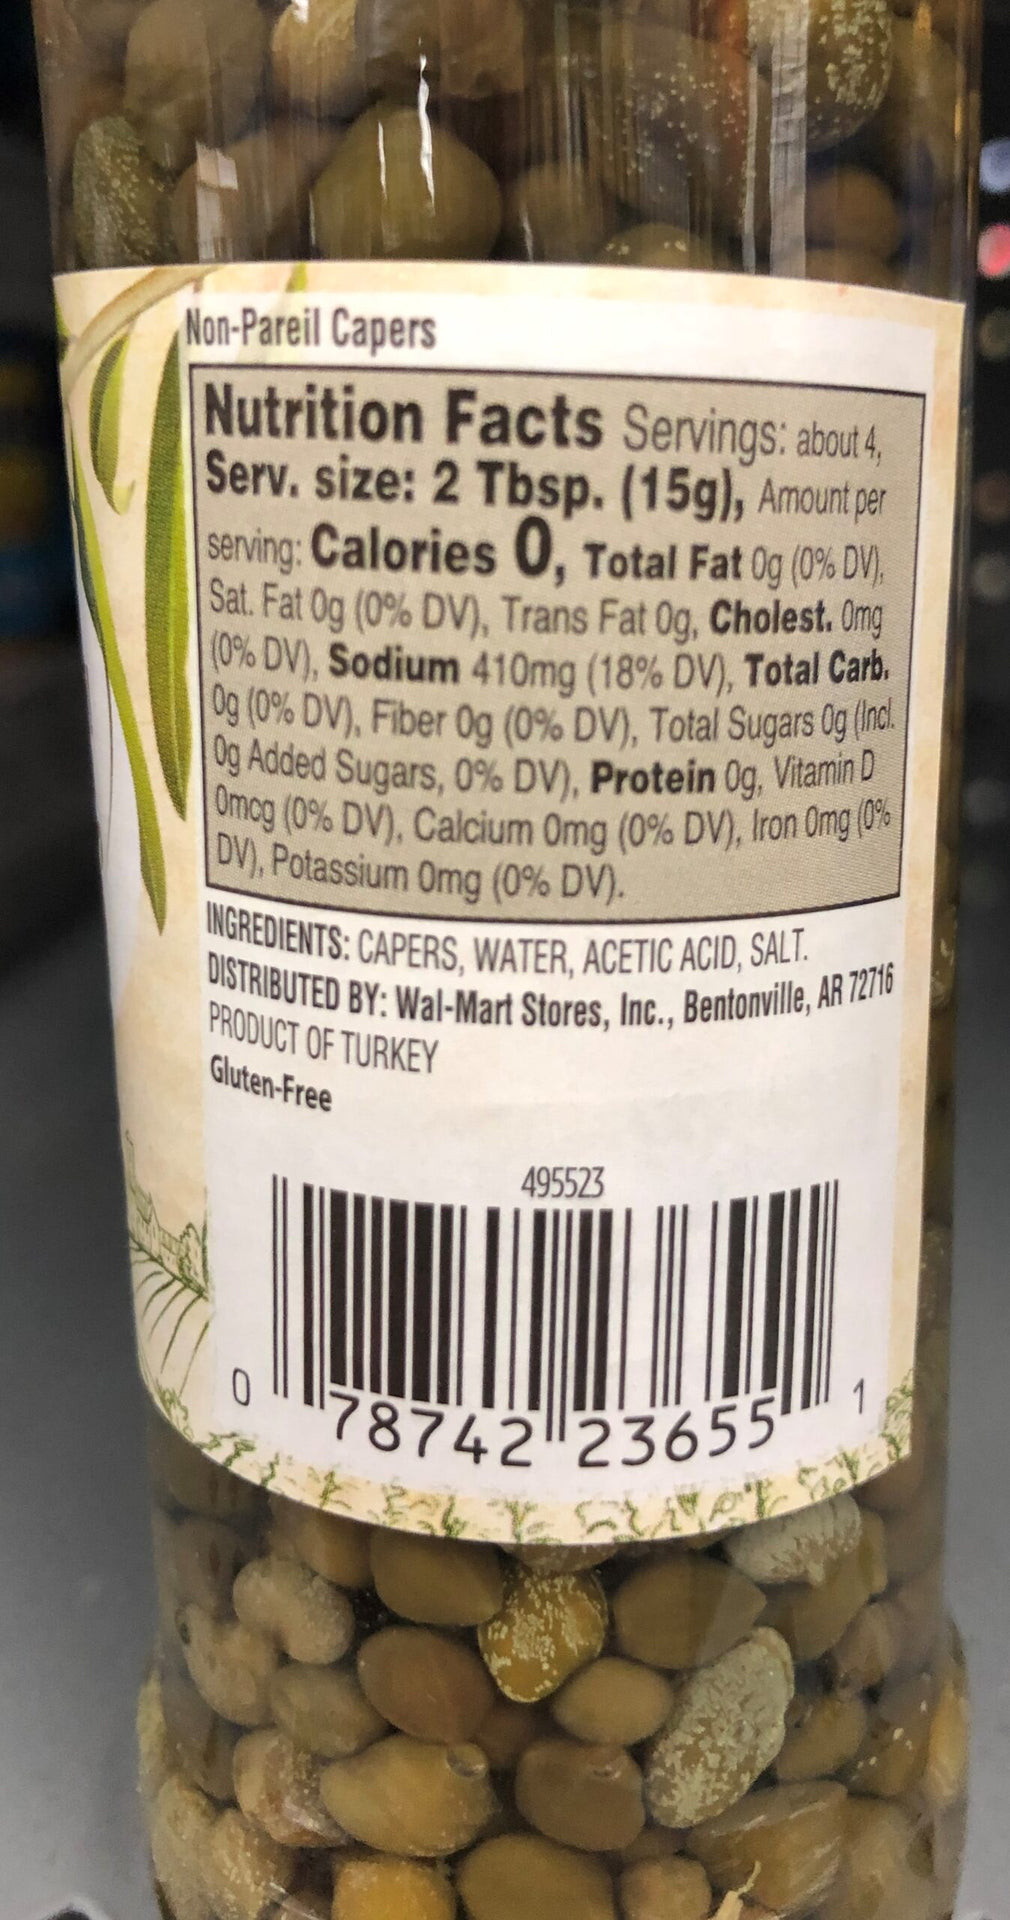 Non-Pareil Capers
Nutrition Facts Servings: about 4,
Serv. size: 2 Tbsp. (15g), Amount per
serving: Calories 0, Total Fat 0g (0% DV),
Sat. Fat 0g (0% DV), Trans Fat 0g, Cholest. 0mg
(0% DV), Sodium 410mg (18% DV), Total Carb.
0g (0% DV), Fiber 0g (0% DV), Total Sugars 0g (Incl.
0g Added Sugars, 0% DV), Protein 0g, Vitamin D
0mcg (0% DV), Calcium 0mg (0% DV), Iron 0mg (0%
DV), Potassium 0mg (0% DV).
INGREDIENTS: CAPERS, WATER, ACETIC ACID, SALT.
DISTRIBUTED BY: Wal-Mart Stores, Inc., Bentonville, AR 72716
PRODUCT OF TURKEY
Gluten-Free
495523
0 78742 23655 1